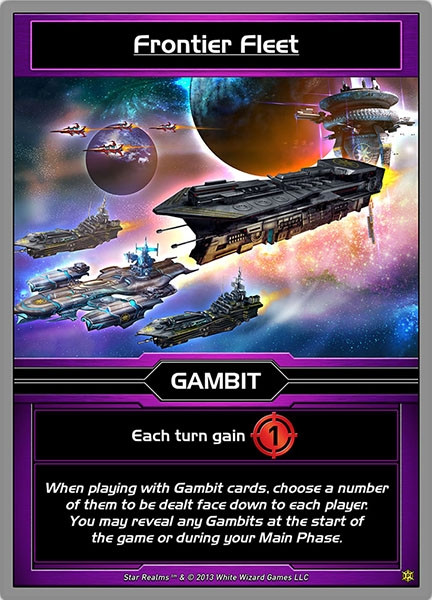 Frontier Fleet
GAMBIT
Each turn gain 1
When playing with Gambit cards, choose a number
of them to be dealt face down to each player.
You may reveal any Gambits at the start of
the game or during your Main Phase.
Star Realms™ & © 2013 White Wizard Games LLC